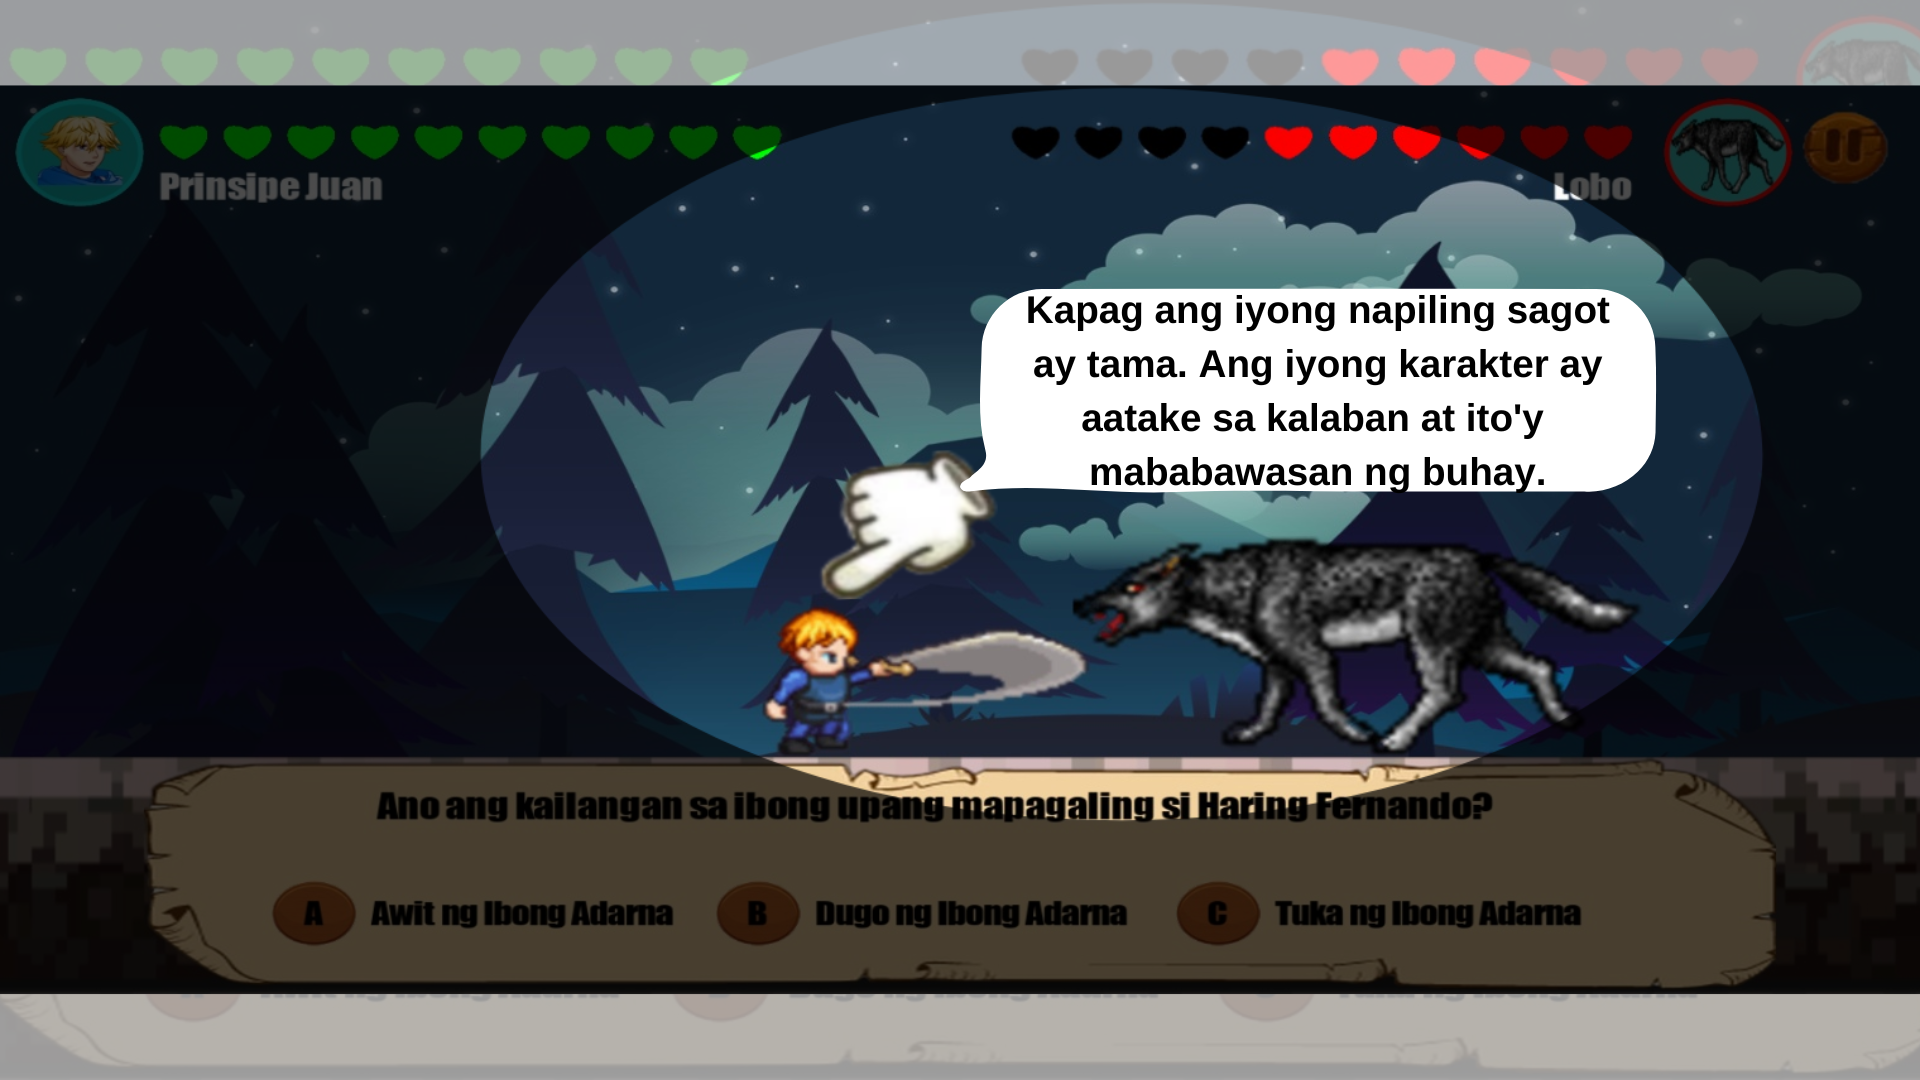 Prinsipe Juan
Lobo
Kapag ang iyong napiling sagot
ay tama. Ang iyong karakter ay
aatake sa kalaban at ito'y
mababawasan ng buhay.
Ano ang kailangan sa ibong upang mapagaling si Haring Fernando?
A Awit ng Ibong Adarna B Dugo ng Ibong Adarna C Tuka ng Ibong Adarna